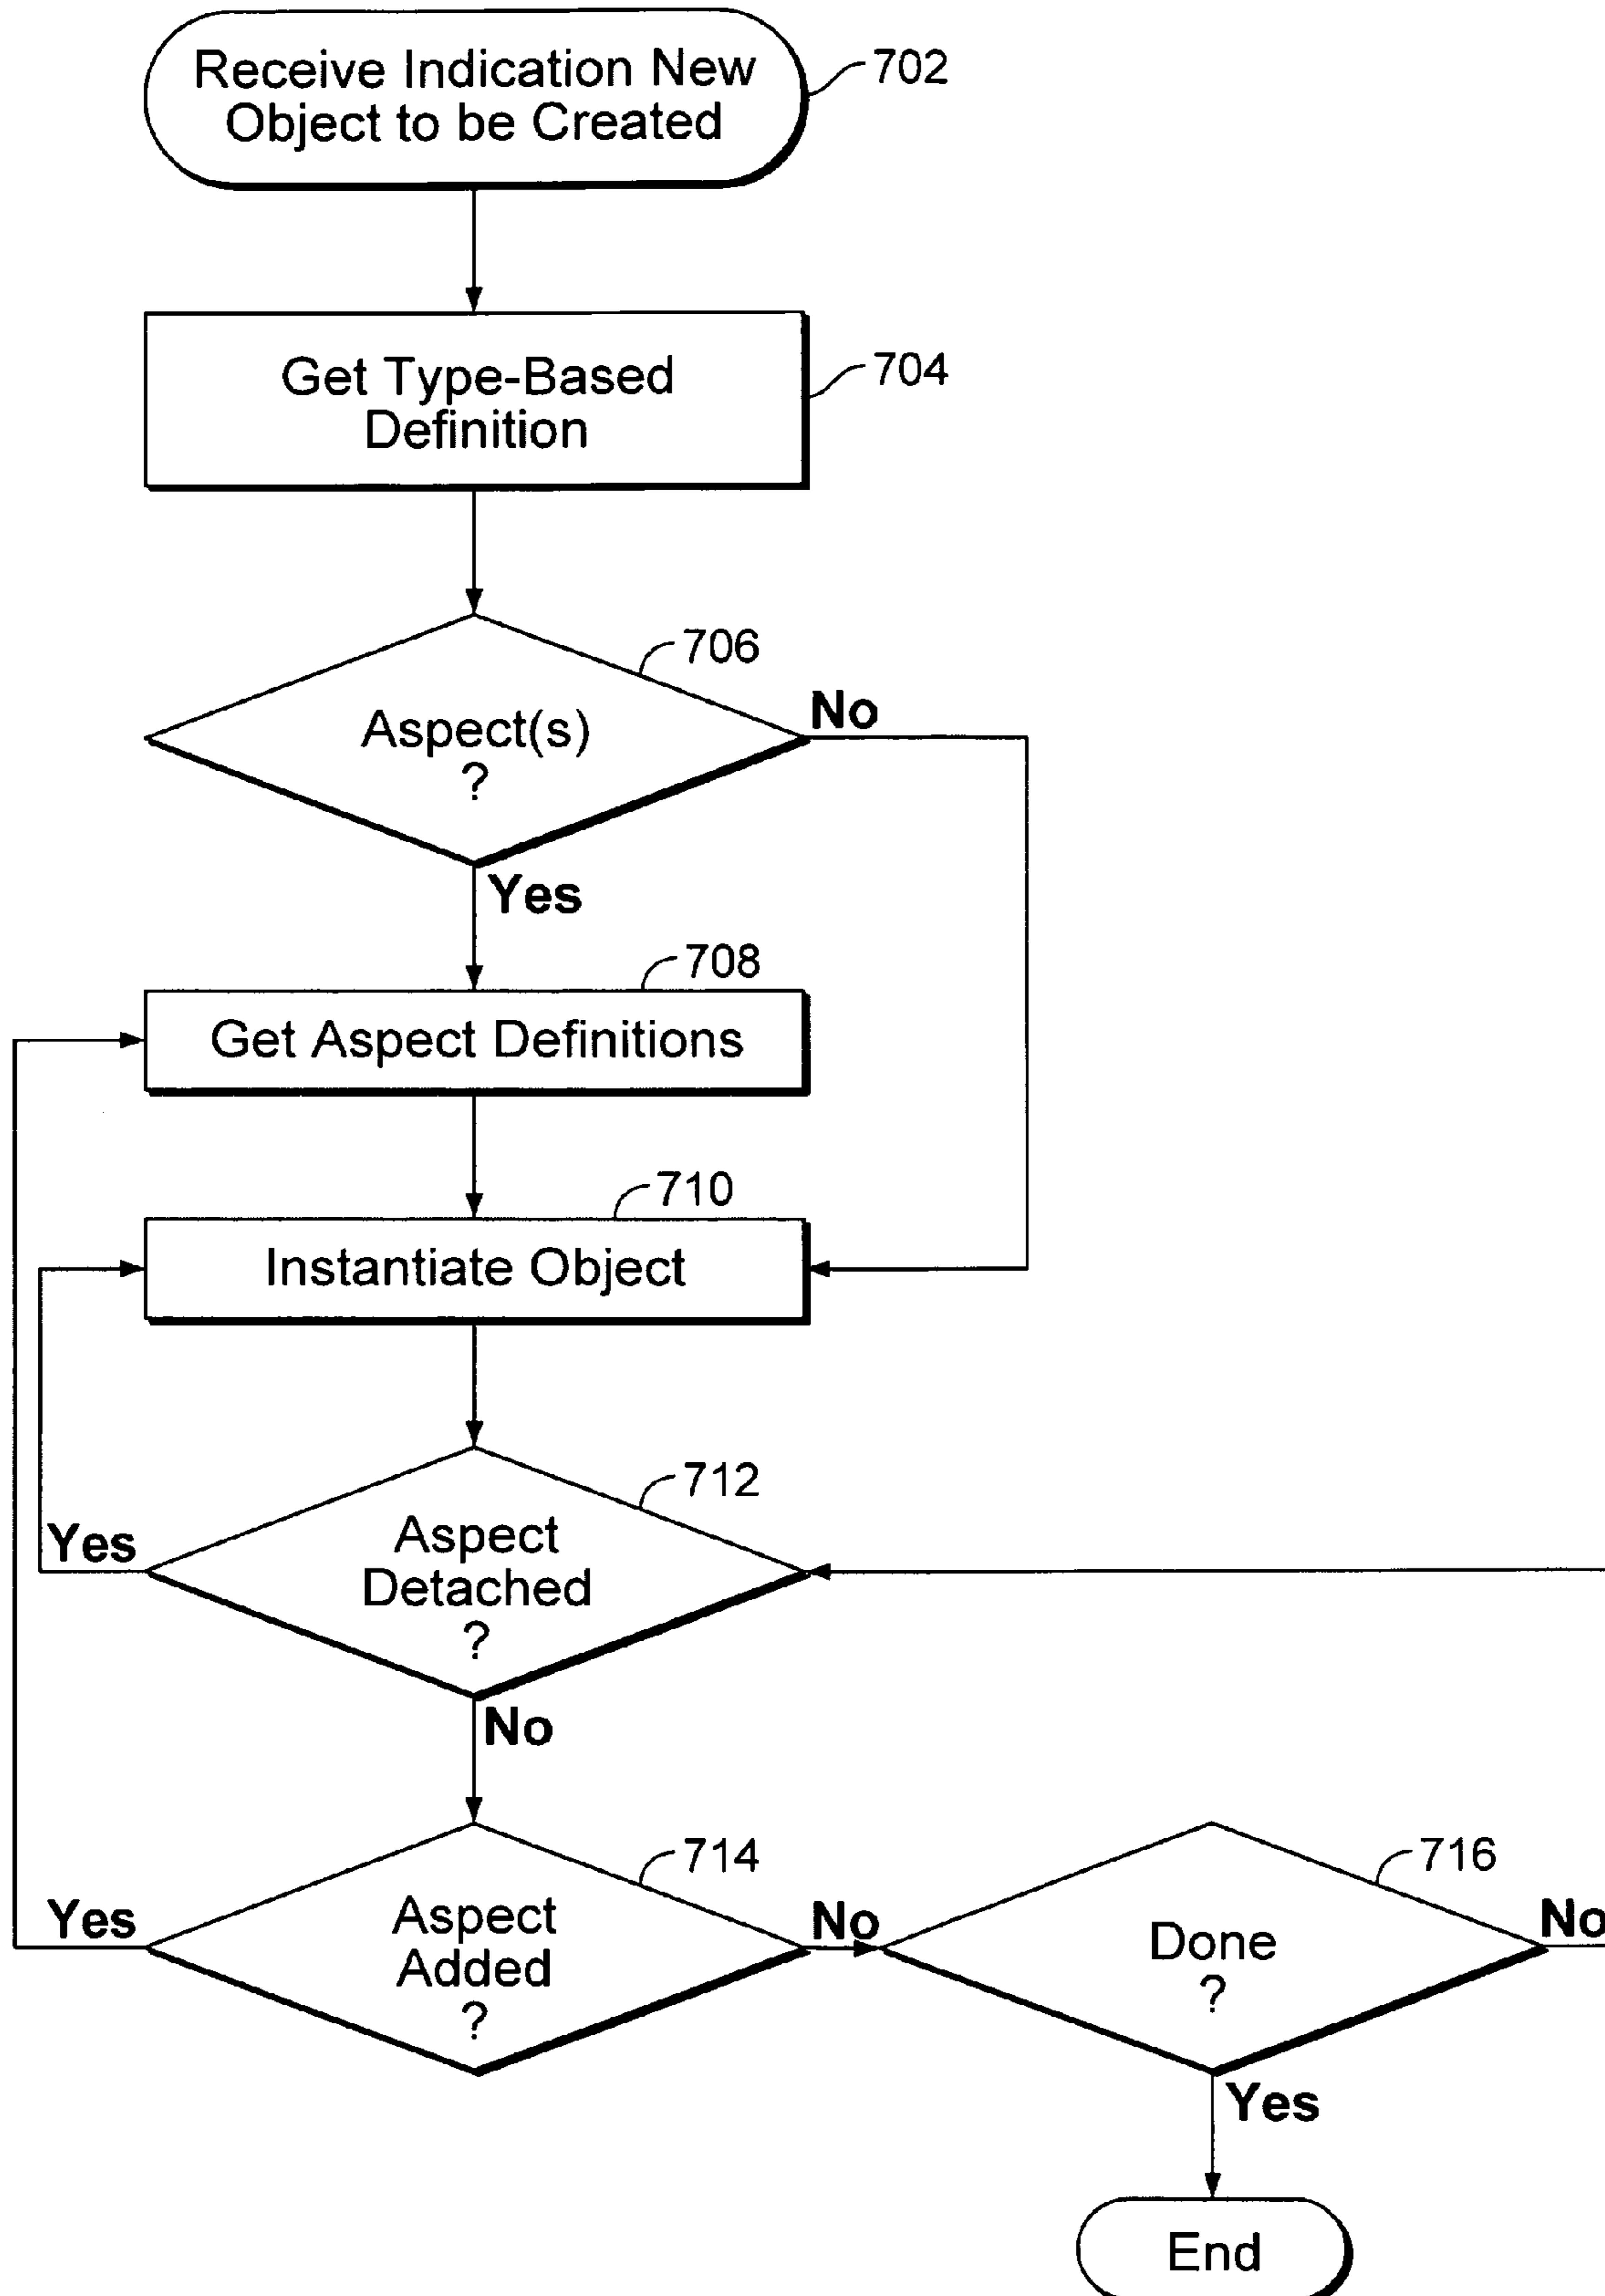 Receive Indication New
Object to be Created
702
Get Type-Based
Definition
704
706
Aspect(s)
?
No
Yes
708
Get Aspect Definitions
710
Instantiate Object
712
Aspect
Detached
?
Yes
No
714
Aspect
Added
?
Yes
No
716
Done
?
No
Yes
End